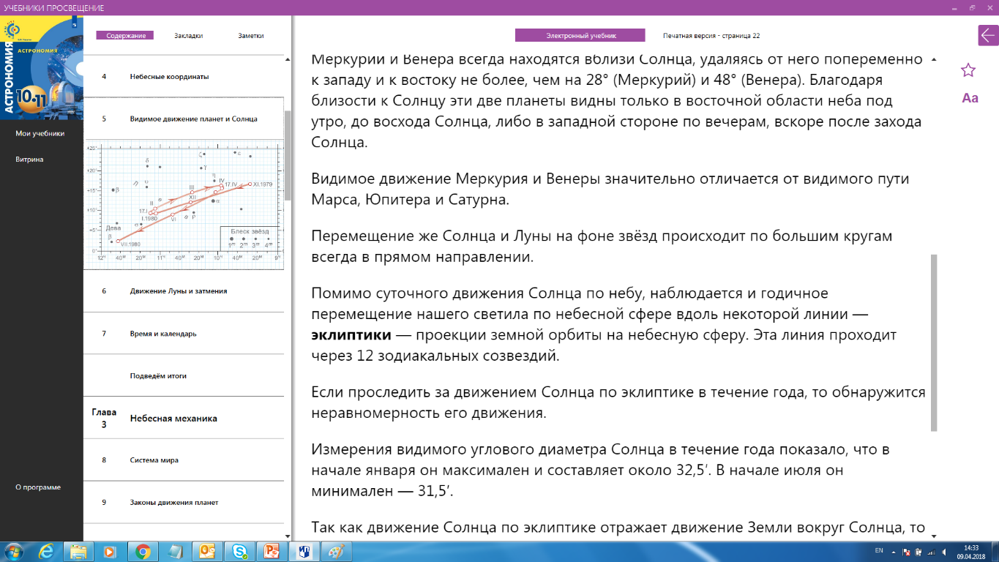 УЧЕБНИКИ ПРОСВЕЩЕНИЕ
АСТРОНОМИЯ
АСТРОНОМИЯ
10-11
Мои учебники
Витрина
О программе
Содержание Закладки Заметки
4 Небесные координаты
5 Видимое движение планет и Солнца
+25°
+20°
+15°
+10°
+5°
0°
δ
ζ
ε
γ
η
IV
17.IV
XI.1979
υ
β
III
XII
α
II
17.I
I.1980
VI
ρ
σ
Дева
β
VII.1980
Блеск звёзд
1m 2m 3m 4m
12Ч 40М 20М 11Ч 40М 20М 10Ч 40М 20М 9Ч
6 Движение Луны и затмения
7 Время и календарь
Подведём итоги
Глава 3 Небесная механика
8 Система мира
9 Законы движения планет
Электронный учебник Печатная версия - страница 22
Aa
Меркурий и Венера всегда находятся вблизи Солнца, удаляясь от него попеременно
к западу и к востоку не более, чем на 28° (Меркурий) и 48° (Венера). Благодаря
близости к Солнцу эти две планеты видны только в восточной области неба под
утро, до восхода Солнца, либо в западной стороне по вечерам, вскоре после захода
Солнца.
Видимое движение Меркурия и Венеры значительно отличается от видимого пути
Марса, Юпитера и Сатурна.
Перемещение же Солнца и Луны на фоне звёзд происходит по большим кругам
всегда в прямом направлении.
Помимо суточного движения Солнца по небу, наблюдается и годичное
перемещение нашего светила по небесной сфере вдоль некоторой линии —
эклиптики — проекции земной орбиты на небесную сферу. Эта линия проходит
через 12 зодиакальных созвездий.
Если проследить за движением Солнца по эклиптике в течение года, то обнаружится
неравномерность его движения.
Измерения видимого углового диаметра Солнца в течение года показало, что в
начале января он максимален и составляет около 32,5′. В начале июля он
минимален — 31,5′.
Так как движение Солнца по эклиптике отражает движение Земли вокруг Солнца, то
EN
14:33
09.04.2018